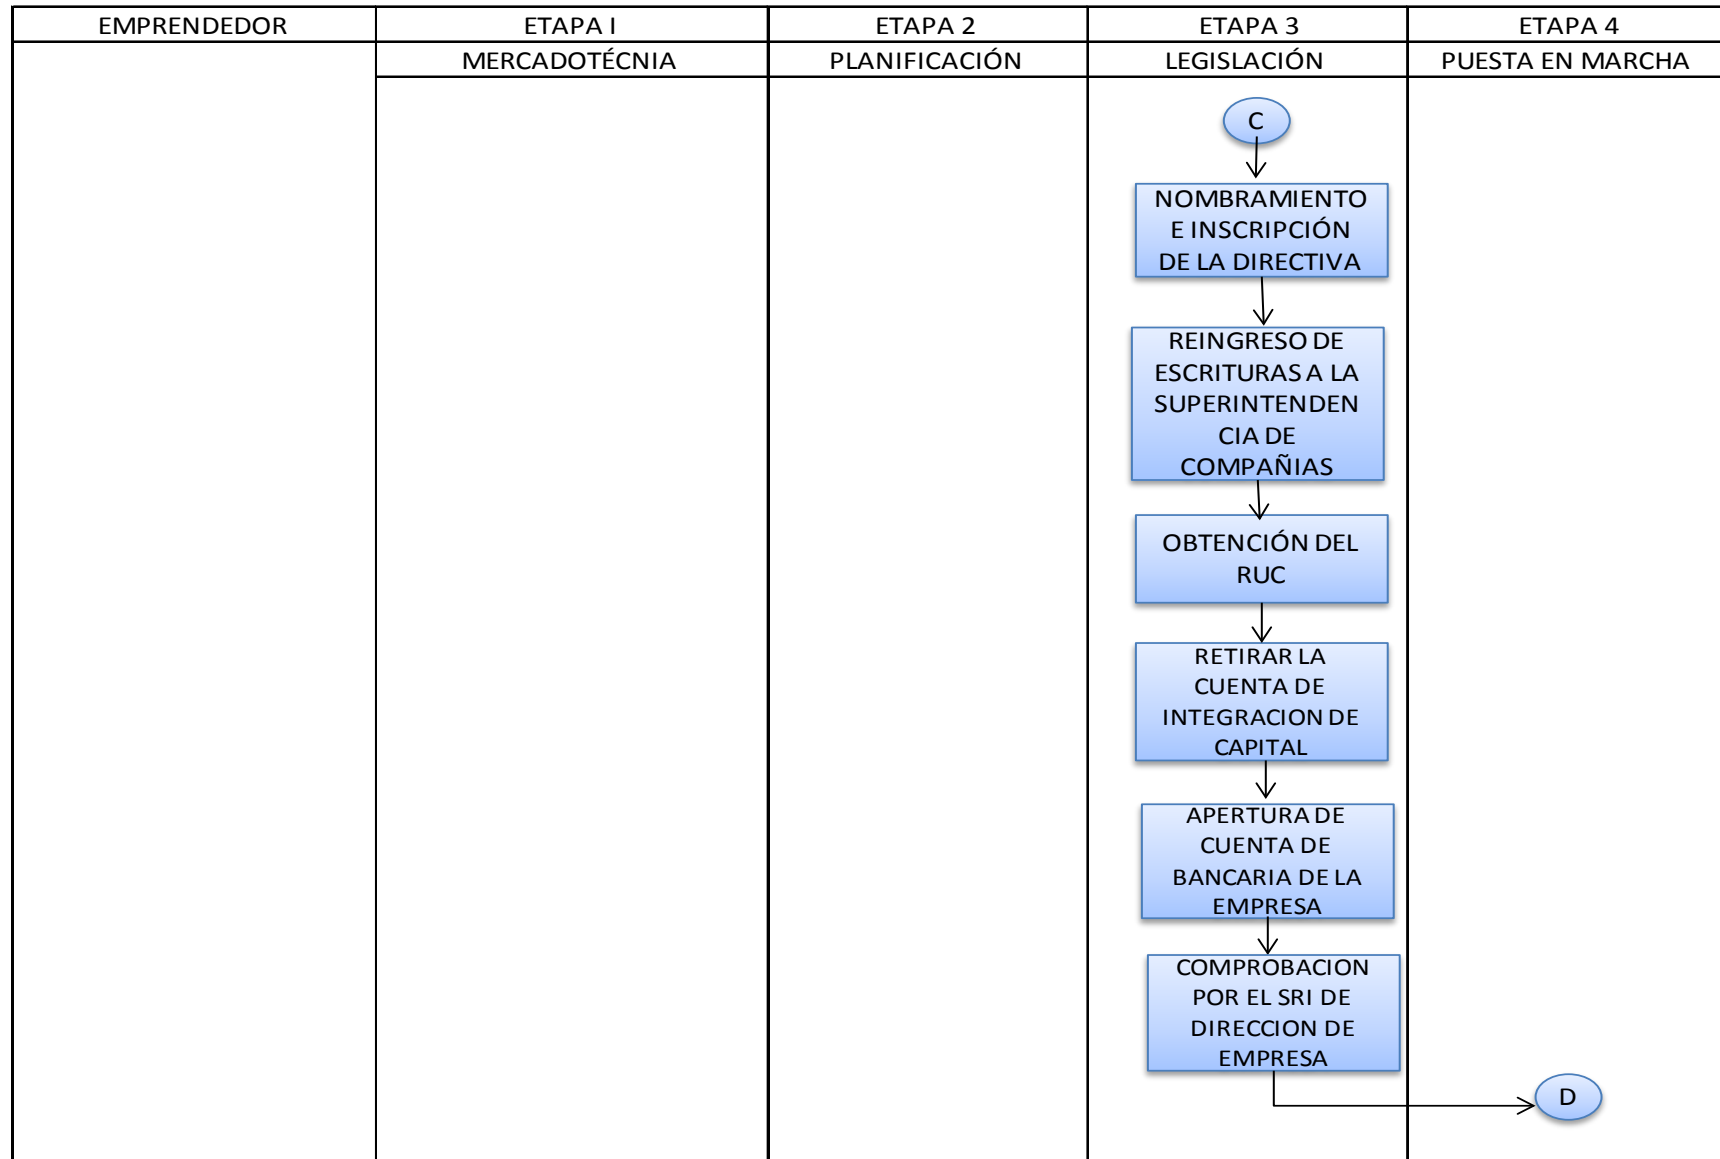 EMPRENDEDOR ETAPA I ETAPA 2 ETAPA 3 ETAPA 4
MERCADOTÉCNIA PLANIFICACIÓN LEGISLACIÓN PUESTA EN MARCHA
C
NOMBRAMIENTO
E INSCRIPCIÓN
DE LA DIRECTIVA
REINGRESO DE
ESCRITURAS A LA
SUPERINTENDEN
CIA DE
COMPAÑIAS
OBTENCIÓN DEL
RUC
RETIRAR LA
CUENTA DE
INTEGRACION DE
CAPITAL
APERTURA DE
CUENTA DE
BANCARIA DE LA
EMPRESA
COMPROBACION
POR EL SRI DE
DIRECCION DE
EMPRESA
D